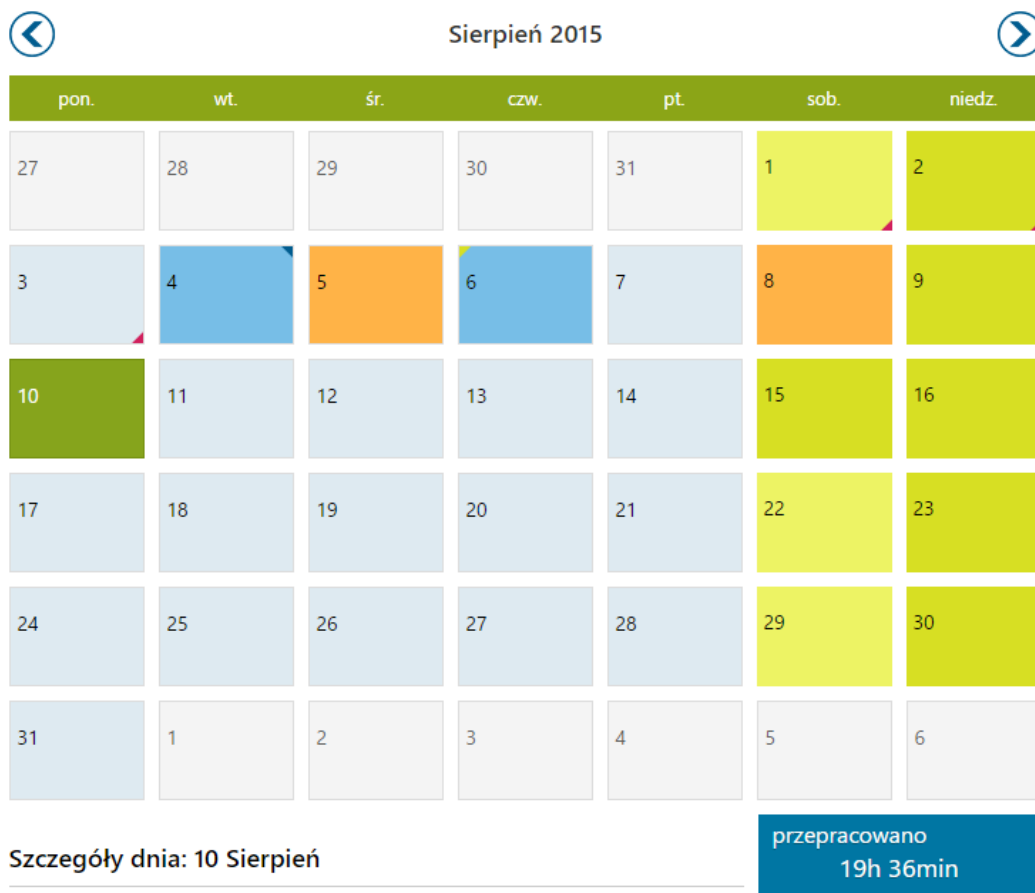 Sierpień 2015
pon. wt. śr. czw. pt. sob. niedz.
27 28 29 30 31 1 2
3 4 5 6 7 8 9
10 11 12 13 14 15 16
17 18 19 20 21 22 23
24 25 26 27 28 29 30
31 1 2 3 4 5 6
Szczegóły dnia: 10 Sierpień
przepracowano
19h 36min